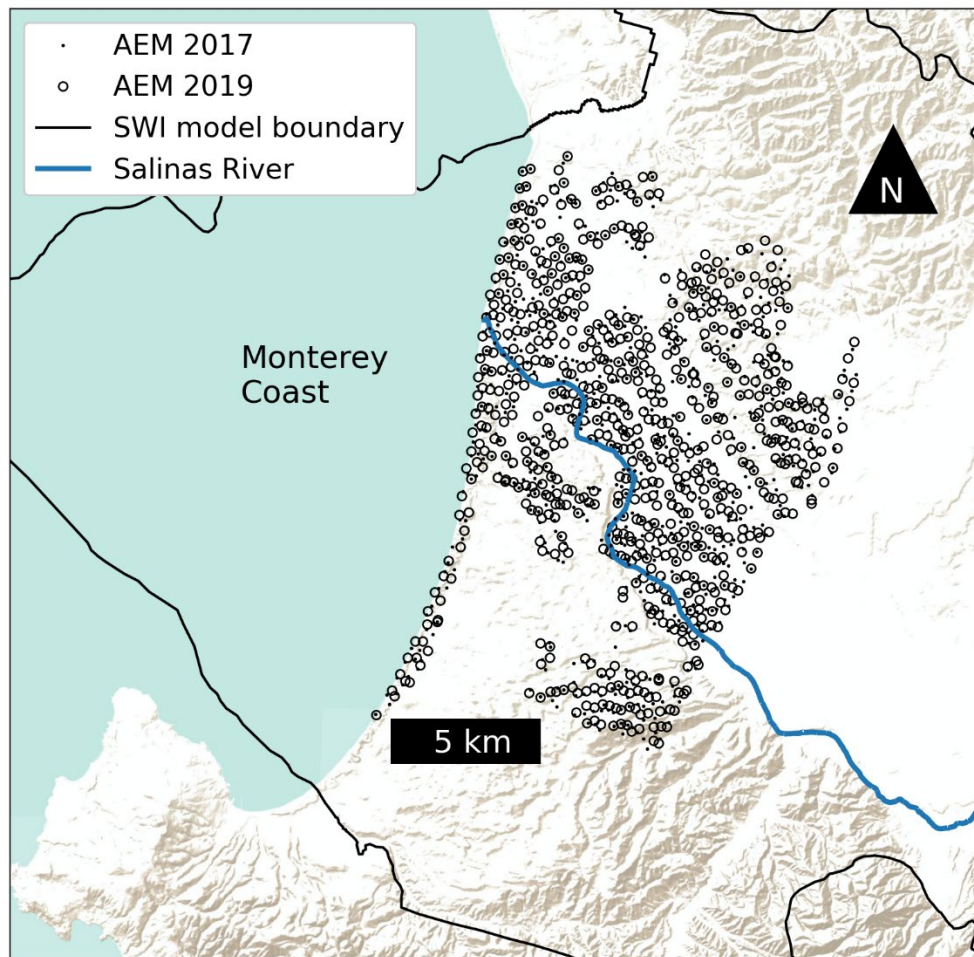 AEM 2017
AEM 2019
SWI model boundary
Salinas River
N
Monterey
Coast
5 km